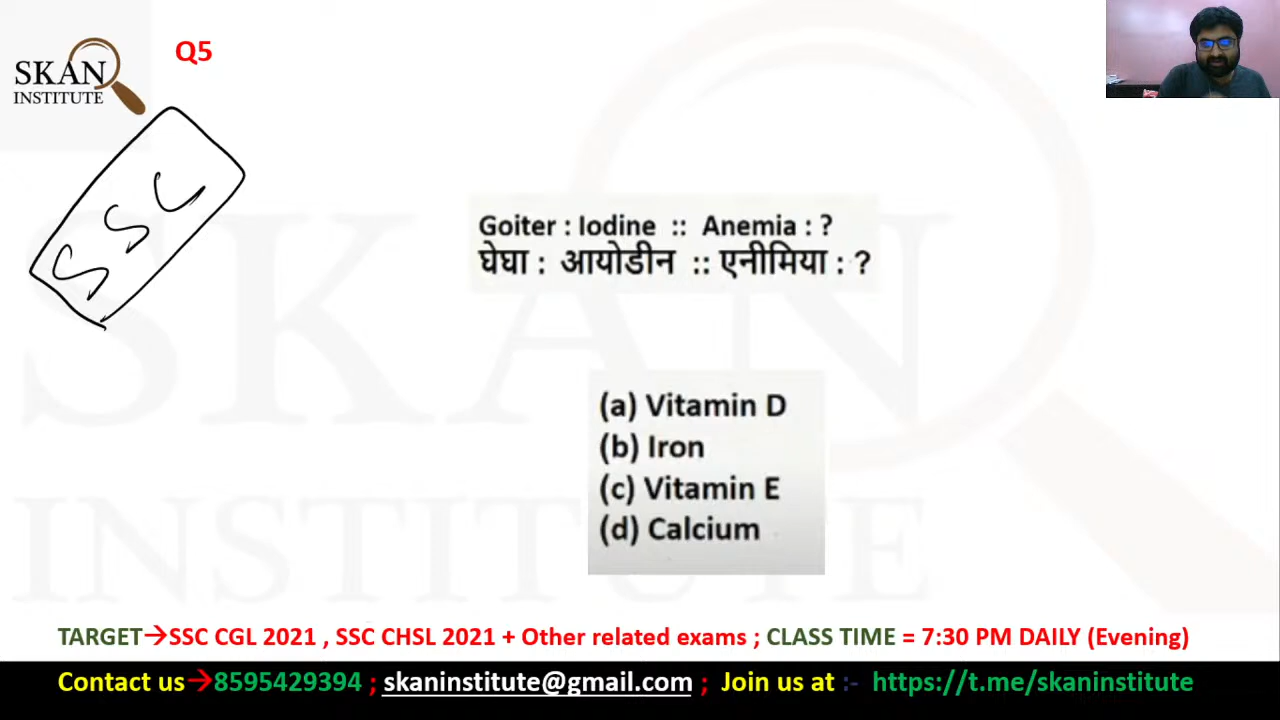 SKAN
INSTITUTE
Q5
SSC
Goiter : Iodine :: Anemia : ?
घेघा : आयोडीन :: एनीमिया : ?
(a) Vitamin D
(b) Iron
(c) Vitamin E
(d) Calcium
SKAN
INSTITUTE
TARGET→SSC CGL 2021 , SSC CHSL 2021 + Other related exams ; CLASS TIME = 7:30 PM DAILY (Evening)
Contact us→8595429394 ; skaninstitute@gmail.com ; Join us at :- https://t.me/skaninstitute